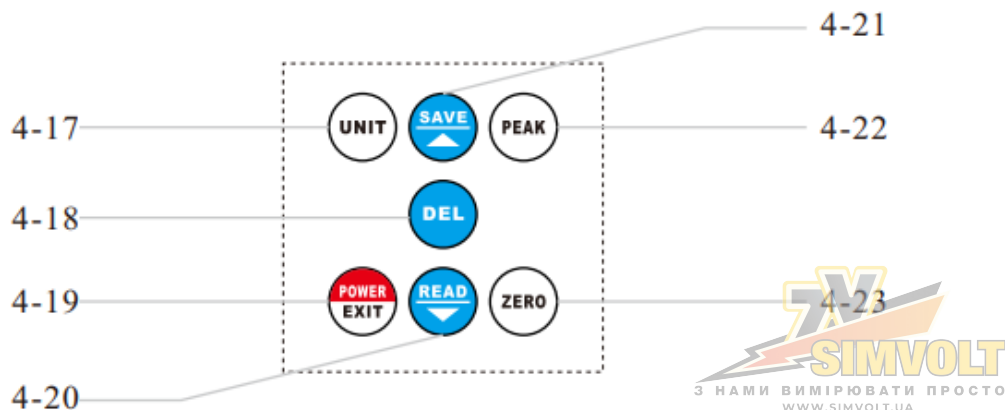 4-21
4-17
UNIT
SAVE
PEAK
4-22
4-18
DEL
4-19
POWER
EXIT
READ
ZERO
4-23
4-20
SIMVOLT
З НАМИ ВИМІРЮВАТИ ПРОСТО
WWW.SIMVOLT.UA